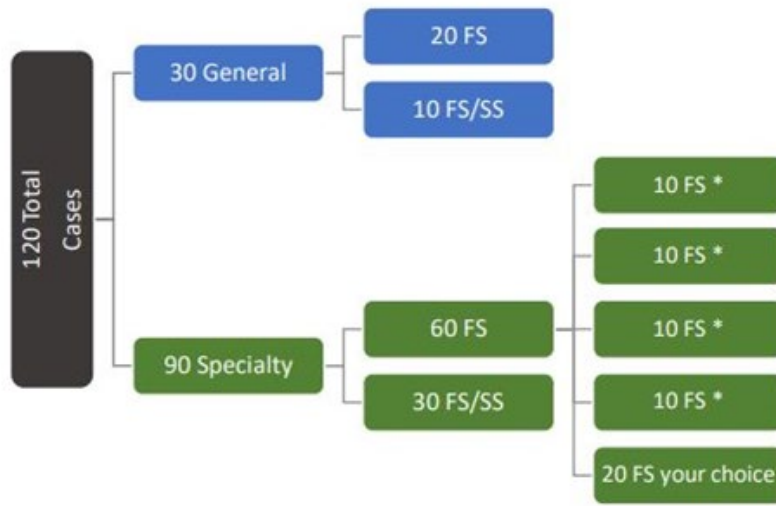 120 Total
Cases
30 General
20 FS
10 FS/SS
90 Specialty
60 FS
30 FS/SS
10 FS *
10 FS *
10 FS *
10 FS *
20 FS your choice